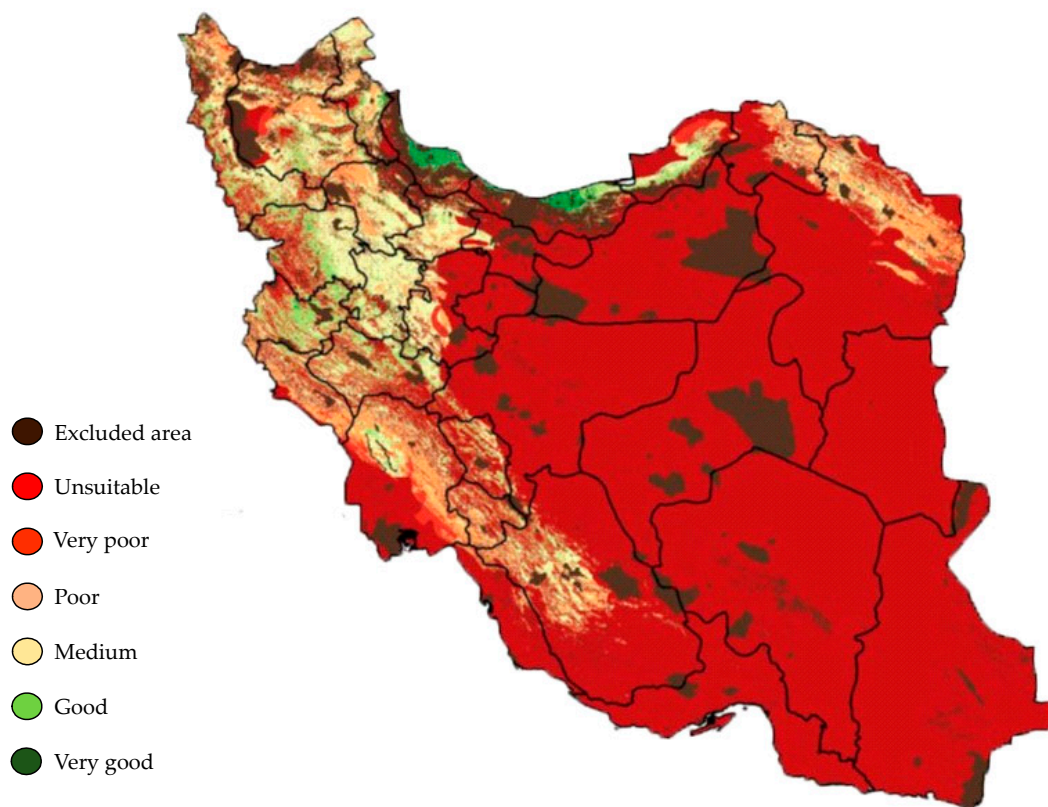 Excluded area
Unsuitable
Very poor
Poor
Medium
Good
Very good